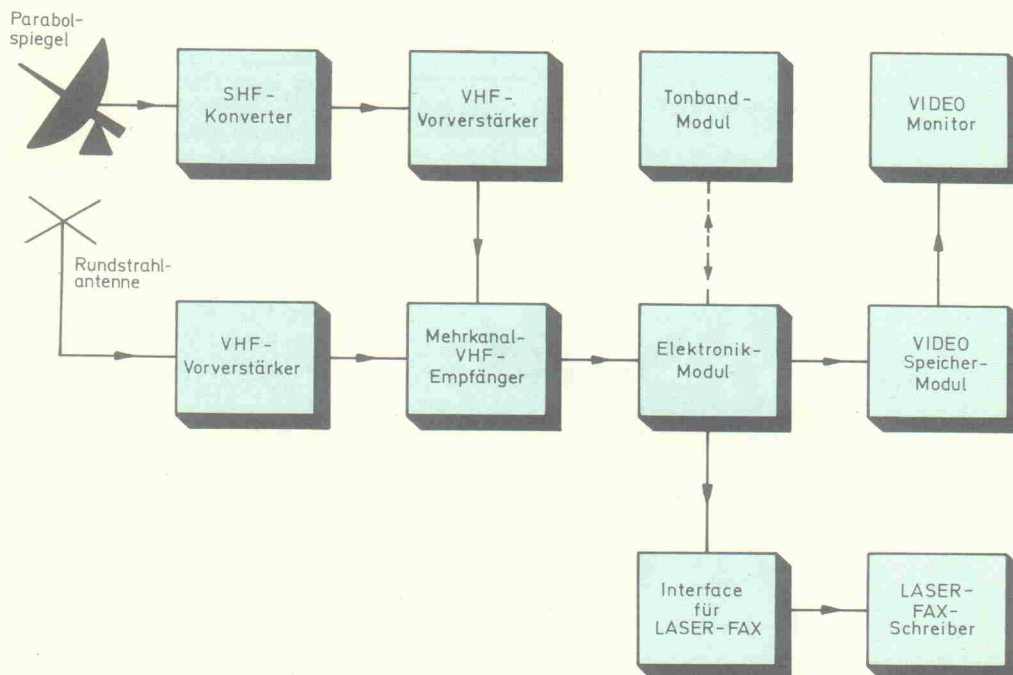 Parabol-
spiegel
SHF-
Konverter
VHF-
Vorverstärker
Tonband-
Modul
VIDEO
Monitor
Rundstrahl-
antenne
VHF-
Vorverstärker
Mehrkanal-
VHF-
Empfänger
Elektronik-
Modul
VIDEO
Speicher-
Modul
Interface
für
LASER-FAX
LASER-
FAX-
Schreiber